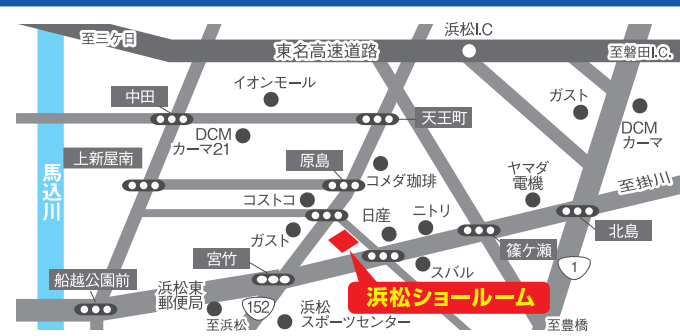 浜松I.C
至三ケ日
東名高速道路
至磐田I.C.
イオンモール
中田
ガスト
天王町
DCM
カーマ21
DCM
カーマ
上新屋南
原島
コメダ珈琲
ヤマダ
電機
至掛川
馬込川
コストコ
日産
ニトリ
北島
ガスト
篠ケ瀬
宮竹
スバル
船越公園前
浜松東
郵便局
1
浜松ショールーム
152
浜松
スポーツセンター
至浜松
至豊橋